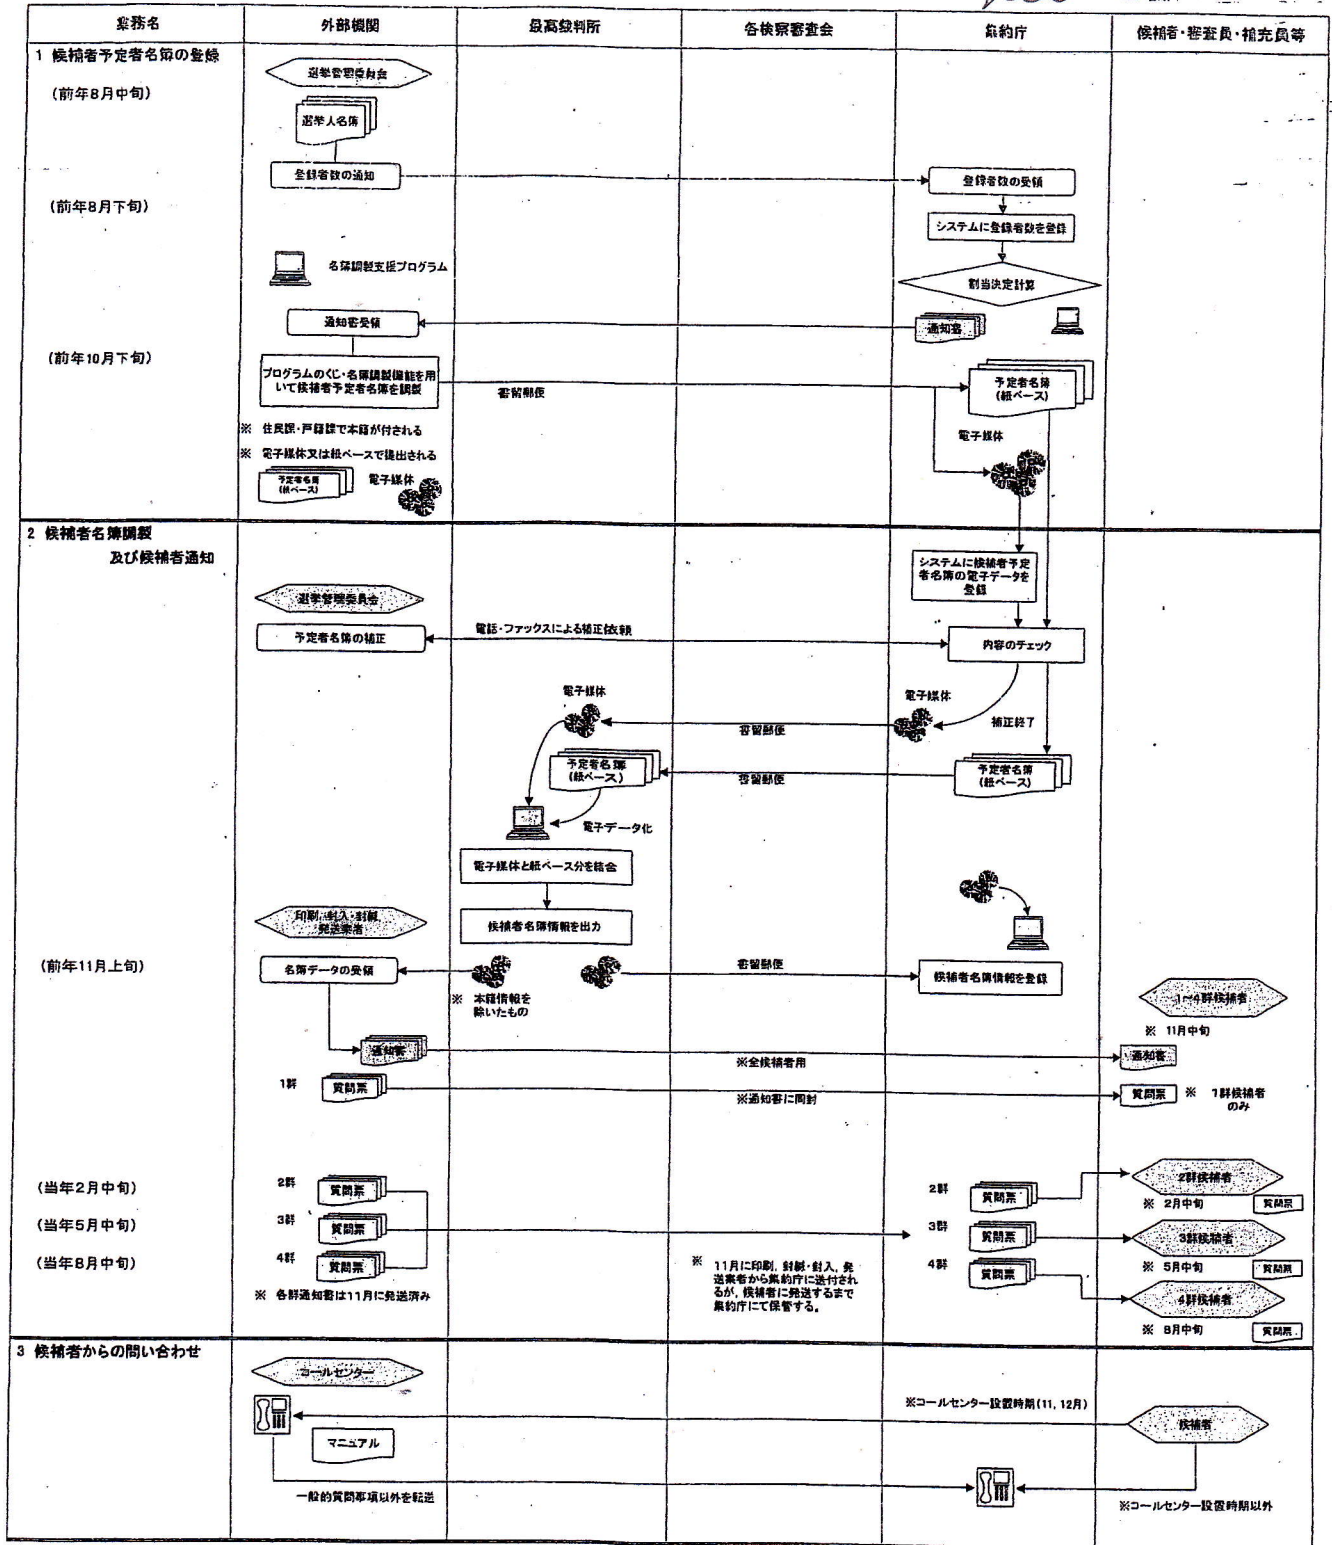 業務名
外部機関
最高裁判所
各検察審査会
集約庁
候補者・審査員・補充員等
1 候補者予定者名簿の登録
(前年8月中旬)
選挙管理委員会
選挙人名簿
登録者数の通知
登録者数の受領
(前年8月下旬)
システムに登録者数を登録
名簿調製支援プログラム
割当決定計算
通知書受領
通知書
(前年10月下旬)
プログラムのくじ・名簿調製機能を用
いて候補者予定者名簿を調製
書留郵便
予定者名簿
(紙ベース)
※ 住民課・戸籍課で本籍が付される
電子媒体
※ 電子媒体又は紙ベースで提出される
予定者名簿
(紙ベース)
電子媒体
2 候補者名簿調製
及び候補者通知
システムに候補者予定
者名簿の電子データを
登録
選挙管理委員会
予定者名簿の補正
電話・ファックスによる補正依頼
内容のチェック
電子媒体
電子媒体
書留郵便
補正終了
予定者名簿
(紙ベース)
書留郵便
予定者名簿
(紙ベース)
電子データ化
電子媒体と紙ベース分を結合
印刷、封入・封緘、
発送業者
候補者名簿情報を出力
(前年11月上旬)
名簿データの受領
書留郵便
候補者名簿情報を登録
※ 本籍情報を
除いたもの
1～4群候補者
※ 11月中旬
通知書
※全候補者用
通知書
1群
質問票
※通知書に同封
質問票
※ 1群候補者
のみ
(当年2月中旬)
2群
質問票
2群
質問票
2群候補者
※ 2月中旬
質問票
(当年5月中旬)
3群
質問票
3群
質問票
3群候補者
※ 5月中旬
質問票
(当年8月中旬)
4群
質問票
※ 11月に印刷，封緘・封入，発
送業者から集約庁に送付され
るが，候補者に発送するまで
集約庁にて保管する。
4群
質問票
4群候補者
※ 8月中旬
質問票
※ 各群通知書は11月に発送済み
3 候補者からの問い合わせ
コールセンター
※コールセンター設置時期(11，12月)
候補者
マニュアル
一般的質問事項以外を転送
※コールセンター設置時期以外